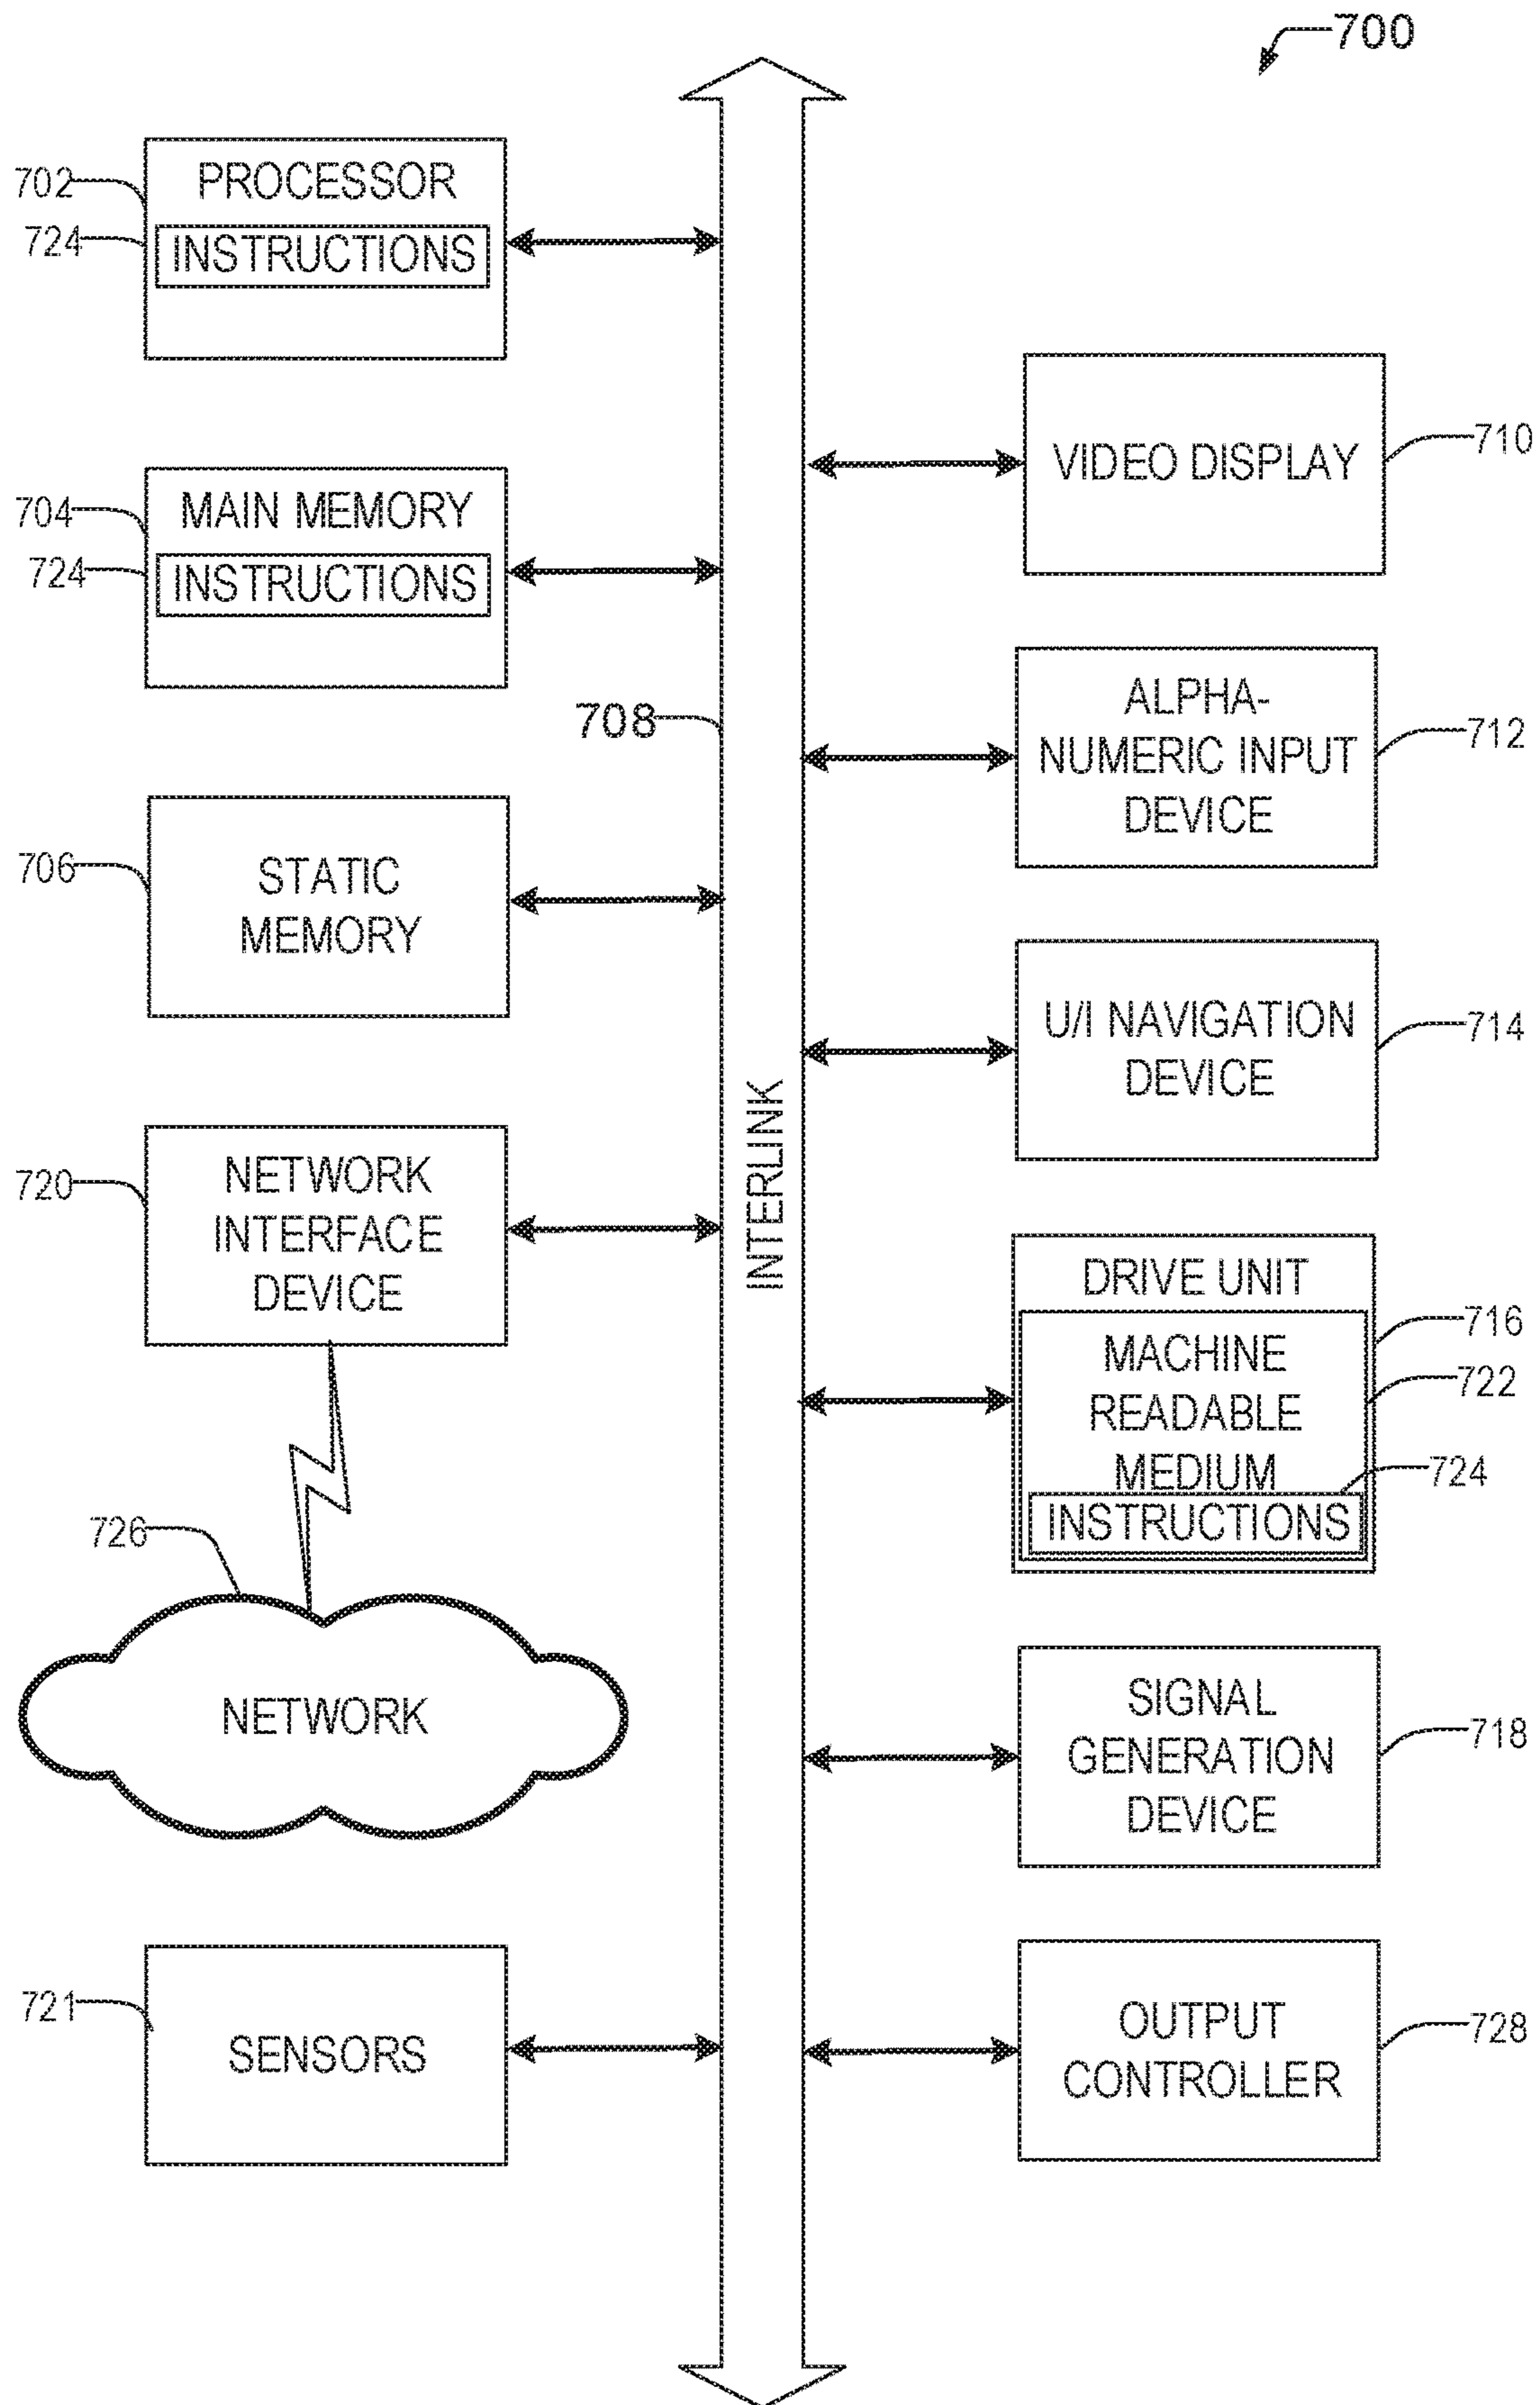 700
702
PROCESSOR
724
INSTRUCTIONS
704
MAIN MEMORY
724
INSTRUCTIONS
708
706
STATIC
MEMORY
720
NETWORK
INTERFACE
DEVICE
726
NETWORK
721
SENSORS
INTERLINK
VIDEO DISPLAY
710
ALPHA-
NUMERIC INPUT
DEVICE
712
U/I NAVIGATION
DEVICE
714
DRIVE UNIT
716
MACHINE
READABLE
MEDIUM
722
724
INSTRUCTIONS
SIGNAL
GENERATION
DEVICE
718
OUTPUT
CONTROLLER
728